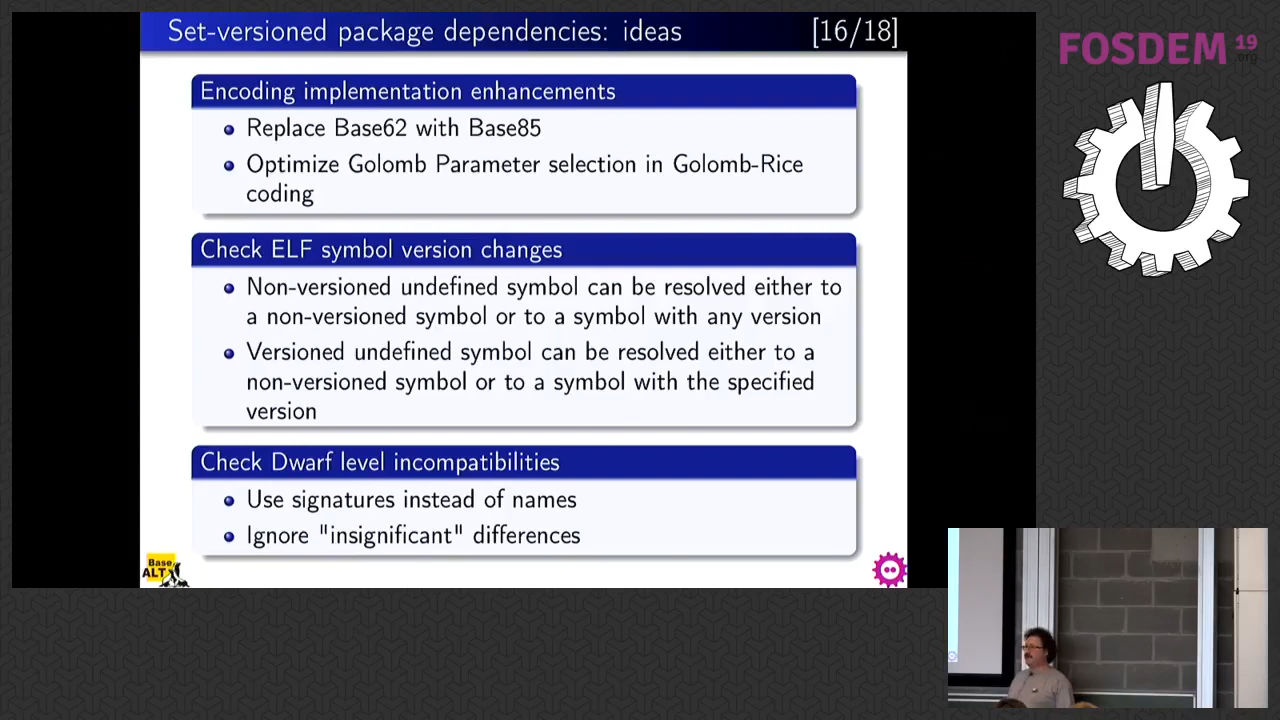 Set-versioned package dependencies: ideas [16/18]
Encoding implementation enhancements
Replace Base62 with Base85
Optimize Golomb Parameter selection in Golomb-Rice
coding
Check ELF symbol version changes
Non-versioned undefined symbol can be resolved either to
a non-versioned symbol or to a symbol with any version
Versioned undefined symbol can be resolved either to a
non-versioned symbol or to a symbol with the specified
version
Check Dwarf level incompatibilities
Use signatures instead of names
Ignore "insignificant" differences
Base
ALT
FOSDEM 19
.org